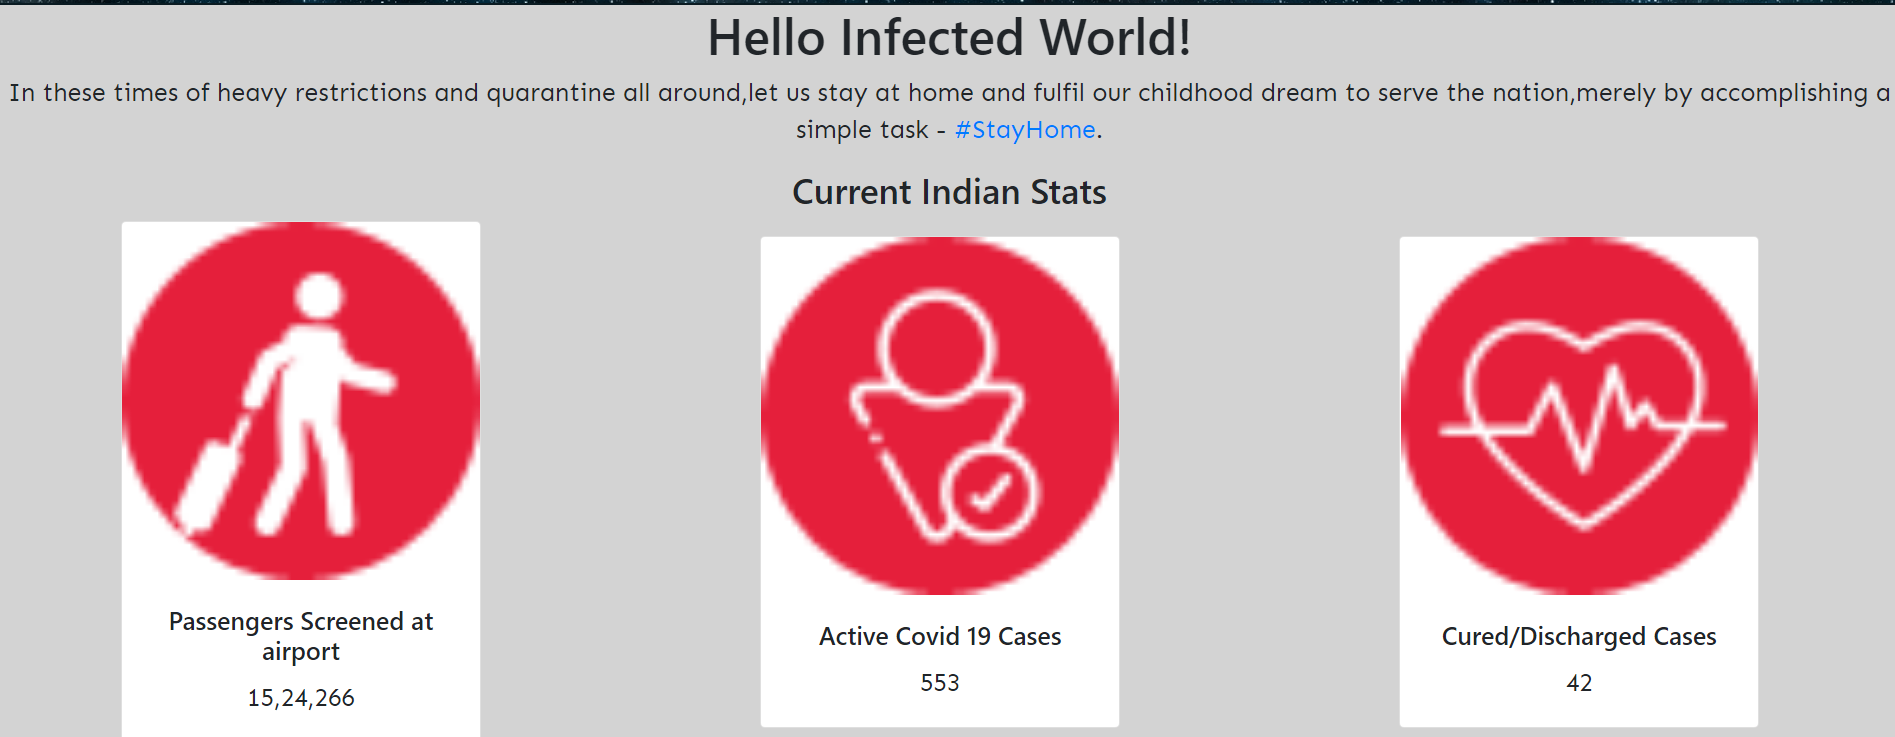 Hello Infected World!
In these times of heavy restrictions and quarantine all around,let us stay at home and fulfil our childhood dream to serve the nation,merely by accomplishing a
simple task - #StayHome.
Current Indian Stats
Passengers Screened at
airport
15,24,266
Active Covid 19 Cases
553
Cured/Discharged Cases
42